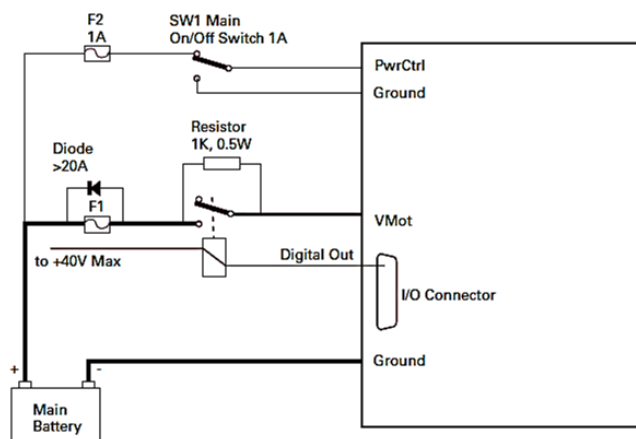 F2
1A
SW1 Main
On/Off Switch 1A
PwrCtrl
Ground
Resistor
1K, 0.5W
Diode
>20A
F1
VMot
Digital Out
to +40V Max
I/O Connector
Ground
+
-
Main
Battery